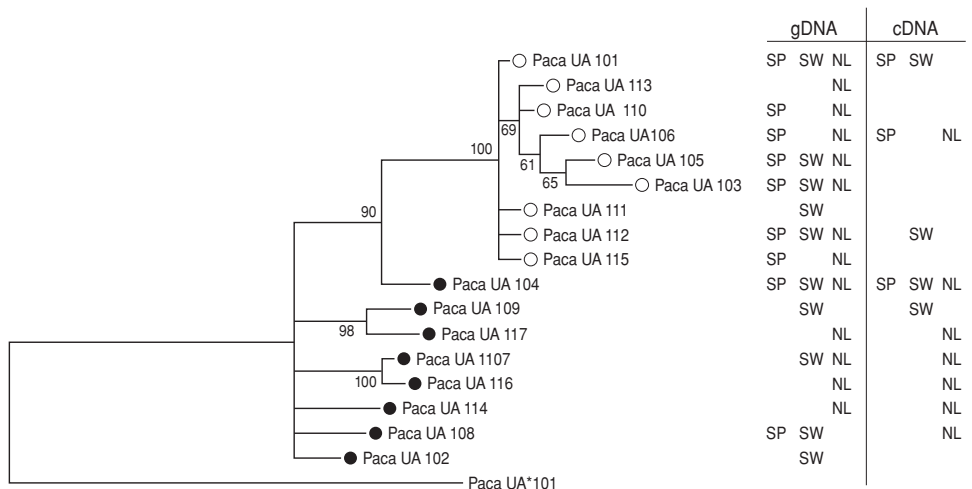 gDNA cDNA
Paca UA 101 SP SW NL SP SW
Paca UA 113 NL
69 Paca UA 110 SP NL
Paca UA106 SP NL SP NL
100 61 Paca UA 105 SP SW NL
65 Paca UA 103 SP SW NL
90 Paca UA 111 SW
Paca UA 112 SP SW NL SW
Paca UA 115 SP NL
Paca UA 104 SP SW NL SP SW NL
Paca UA 109 SW SW
98 Paca UA 117 NL NL
Paca UA 1107 SW NL NL
100 Paca UA 116 NL NL
Paca UA 114 NL NL
Paca UA 108 SP SW NL
Paca UA 102 SW
Paca UA*101